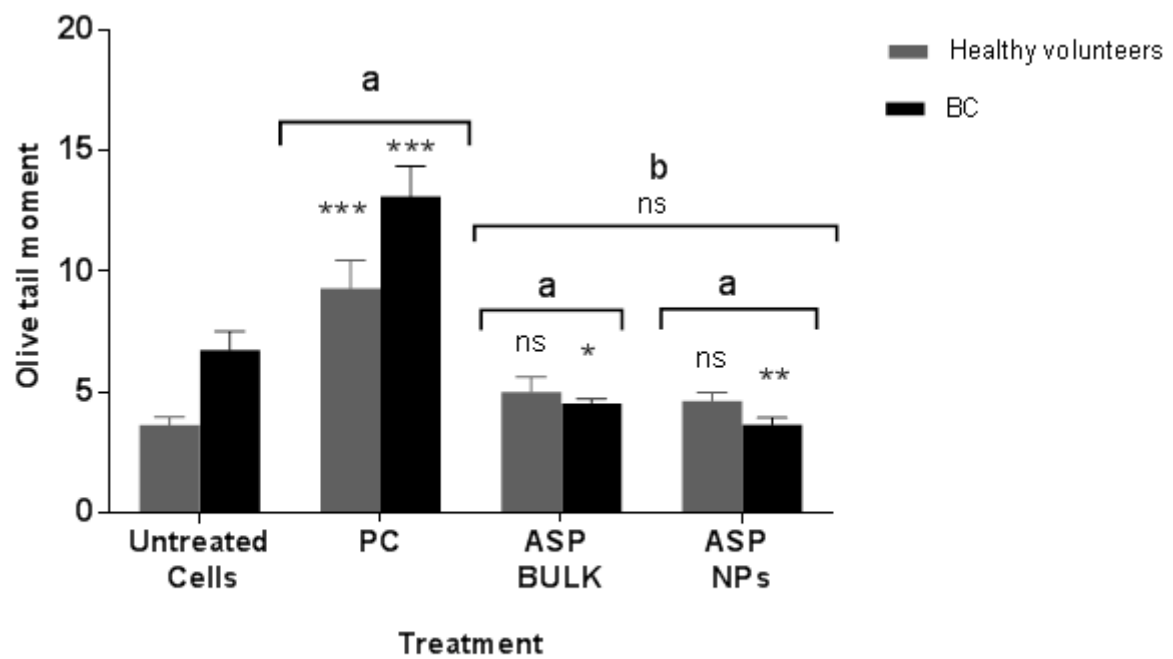 20
Healthy volunteers
a
BC
15
***
b
***
ns
10
a
a
ns
*
ns
**
5
0
Untreated Cells
PC
ASP BULK
ASP NPs
Treatment
Olive tail moment